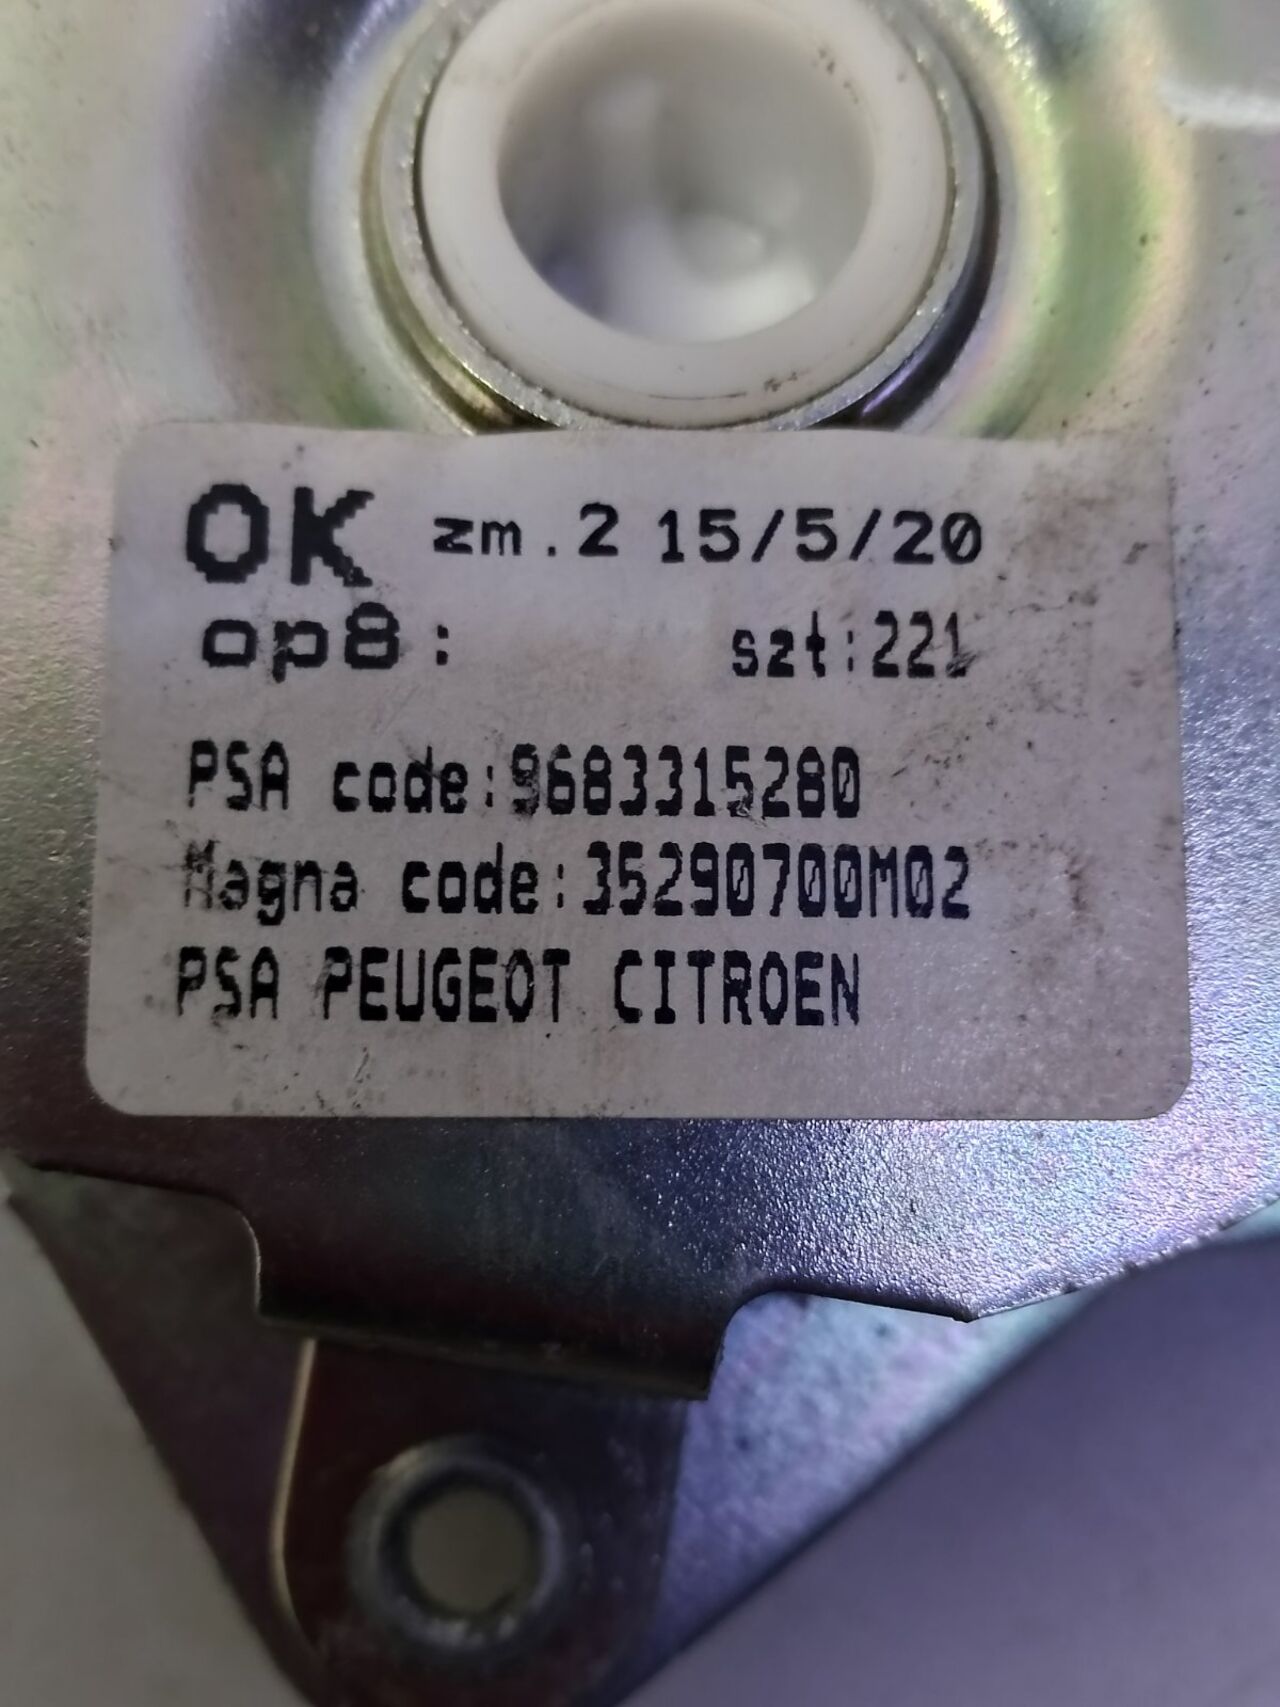 OK zm.2 15/5/20
op8: szt:221
PSA code:9683315280
Magna code:35290700M02
PSA PEUGEOT CITROEN